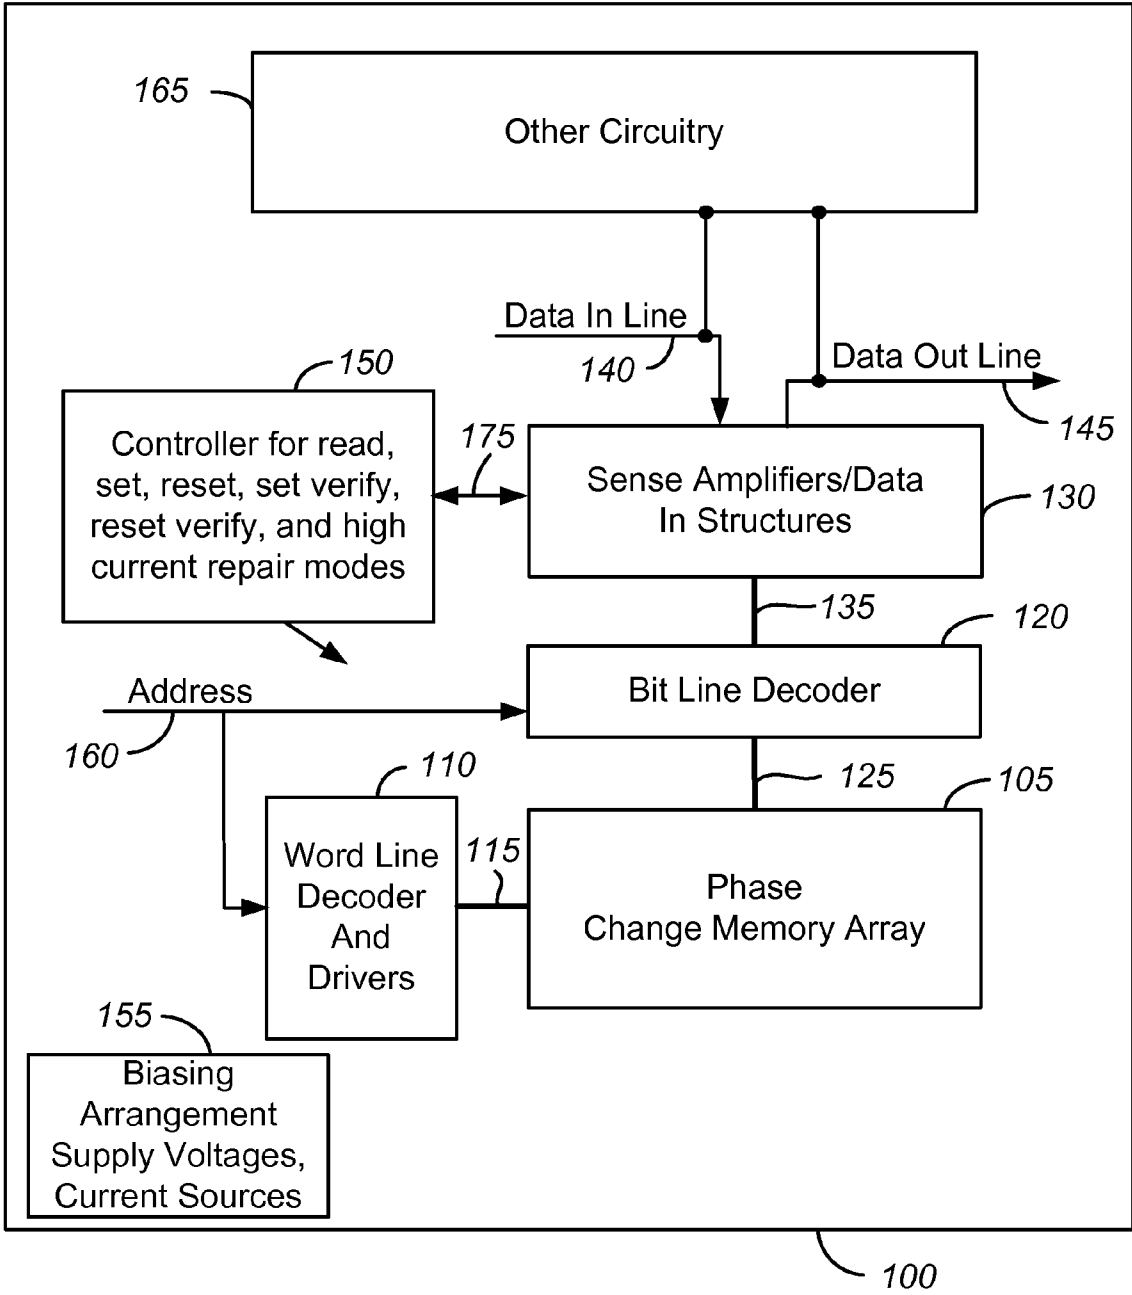 165
Other Circuitry
Data In Line
140
Data Out Line
145
150
Controller for read,
set, reset, set verify,
reset verify, and high
current repair modes
175
Sense Amplifiers/Data
In Structures
130
135
120
Address
160
Bit Line Decoder
110
125
105
Word Line
Decoder
And
Drivers
115
Phase
Change Memory Array
155
Biasing
Arrangement
Supply Voltages,
Current Sources
100